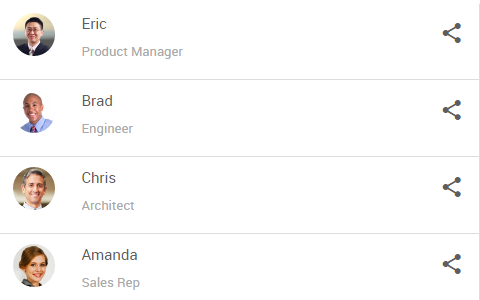 Eric
Product Manager
Brad
Engineer
Chris
Architect
Amanda
Sales Rep